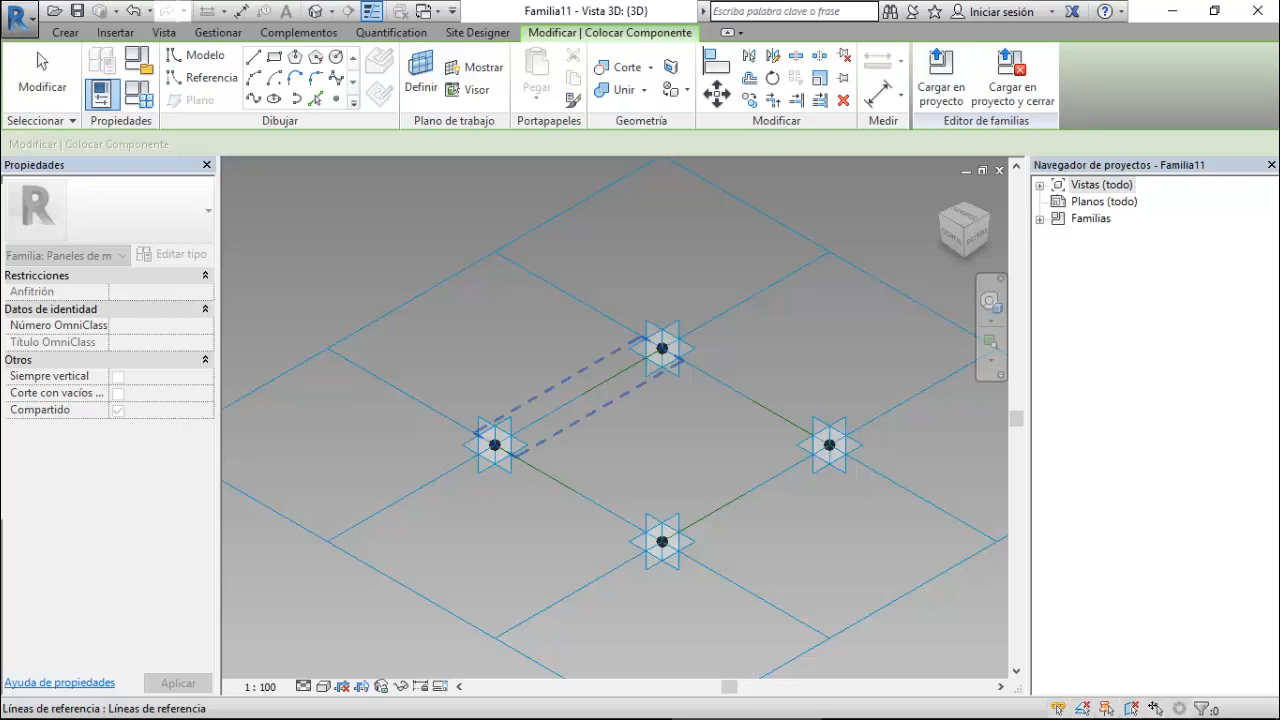 Familia11 - Vista 3D: {3D}
Escriba palabra clave o frase
Iniciar sesión
Crear
Insertar
Vista
Gestionar
Complementos
Quantification
Site Designer
Modificar | Colocar Componente
Modificar
Modelo
Referencia
Plano
Definir
Mostrar
Visor
Pegar
Corte
Unir
Cargar en
proyecto
Cargar en
proyecto y cerrar
Seleccionar
Propiedades
Dibujar
Plano de trabajo
Portapapeles
Geometría
Modificar
Medir
Editor de familias
Modificar | Colocar Componente
Propiedades
R
Familia: Paneles de m
Editar tipo
Restricciones
Anfitrión
Datos de identidad
Número OmniClass
Título OmniClass
Otros
Siempre vertical
Corte con vacíos ...
Compartido
Ayuda de propiedades
Aplicar
1 : 100
Navegador de proyectos - Familia11
Vistas (todo)
Planos (todo)
Familias
Líneas de referencia : Líneas de referencia
:0